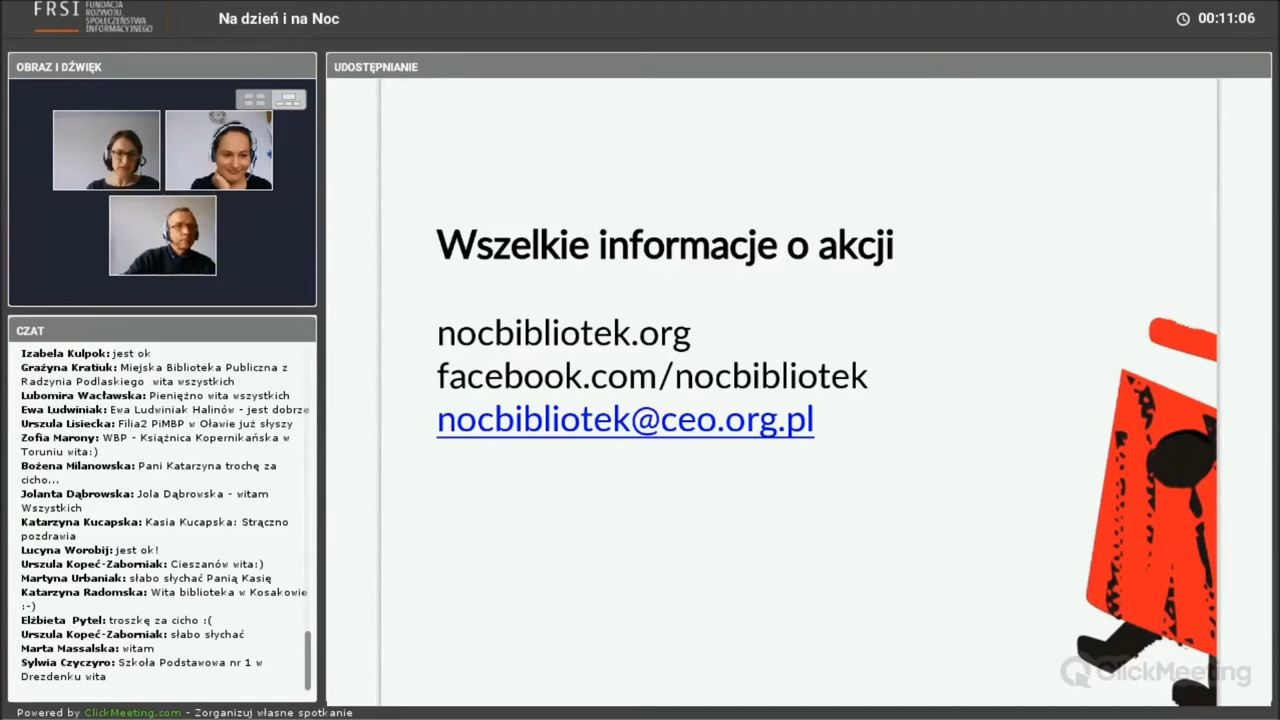 FRSI
FUNDACJA
ROZWOJU
SPOŁECZEŃSTWA
INFORMACYJNEGO
Na dzień i na Noc
00:11:06
OBRAZ I DŹWIĘK
UDOSTĘPNIANIE
Wszelkie informacje o akcji
nocbibliotek.org
facebook.com/nocbibliotek
nocbibliotek@ceo.org.pl
CZAT
Izabela Kulpok: jest ok
Grażyna Kratiuk: Miejska Biblioteka Publiczna z
Radzynia Podlaskiego wita wszystkich
Lubomira Wacławska: Pieniężno wita wszystkich
Ewa Ludwiniak: Ewa Ludwiniak Halinów - jest dobrze
Urszula Lisiecka: Filia2 PiMBP w Oławie już słyszy
Zofia Marony: WBP - Książnica Kopernikańska w
Toruniu wita:)
Bożena Milanowska: Pani Katarzyna trochę za
cicho...
Jolanta Dąbrowska: Jola Dąbrowska - witam
Wszystkich
Katarzyna Kucapska: Kasia Kucapska: Strączno
pozdrawia
Lucyna Worobij: jest ok!
Urszula Kopeć-Zaborniak: Cieszanów wita:)
Martyna Urbaniak: słabo słychać Panią Kasię
Katarzyna Radomska: Wita biblioteka w Kosakowie
:-)
Elżbieta Pytel: troszkę za cicho :(
Urszula Kopeć-Zaborniak: słabo słychać
Marta Massalska: witam
Sylwia Czyczyro: Szkoła Podstawowa nr 1 w
Drezdenku wita
ClickMeeting
Powered by ClickMeeting.com - Zorganizuj własne spotkanie